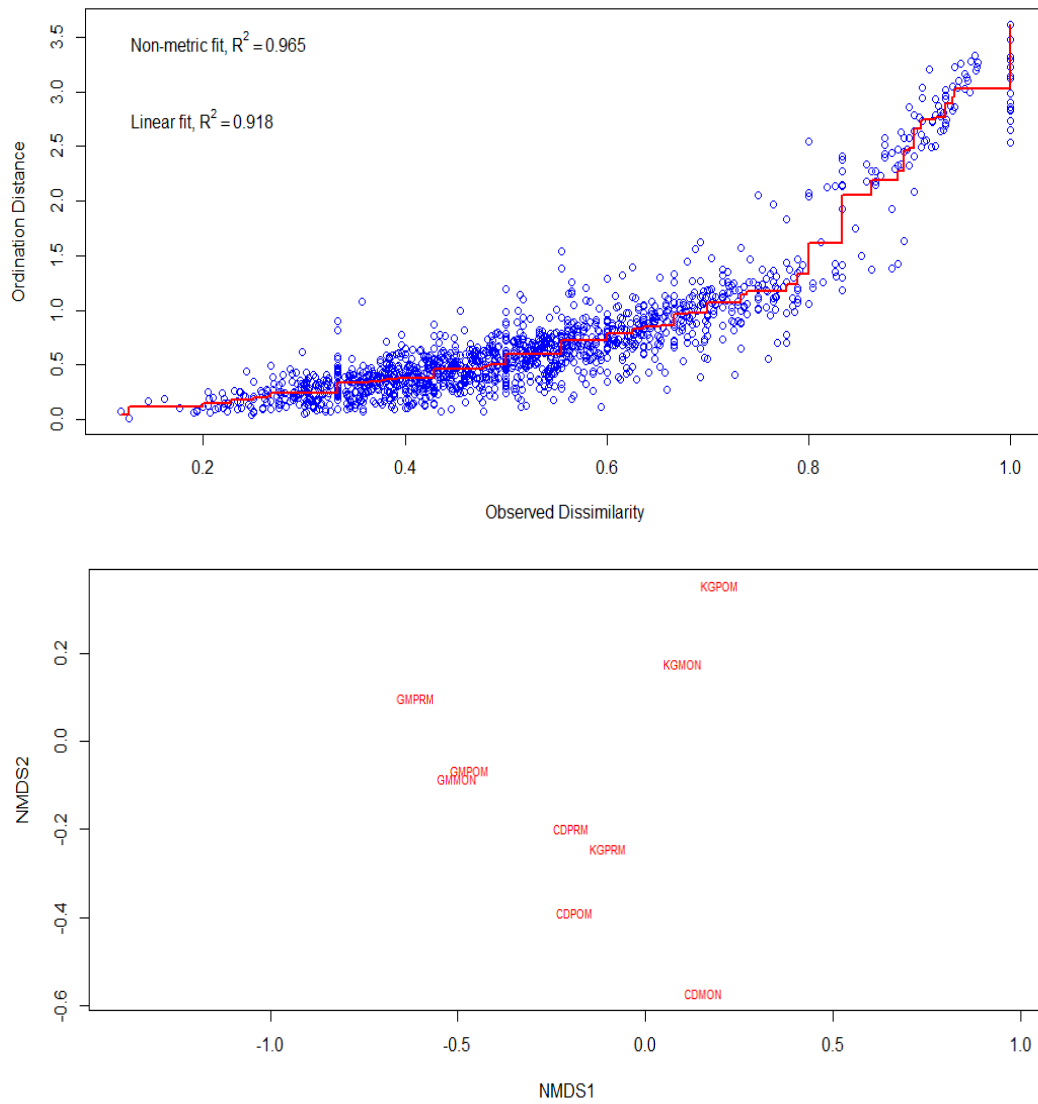 Non-metric fit, R² = 0.965
Linear fit, R² = 0.918
Ordination Distance
3.5
3.0
2.5
2.0
1.5
1.0
0.5
0.0
0.2 0.4 0.6 0.8 1.0
Observed Dissimilarity
KGPOM
KGMON
GMPRM
GMPOM
GMMON
CDPRM
KGPRM
CDPOM
CDMON
NMDS2
0.2
0.0
-0.2
-0.4
-0.6
-1.0 -0.5 0.0 0.5 1.0
NMDS1